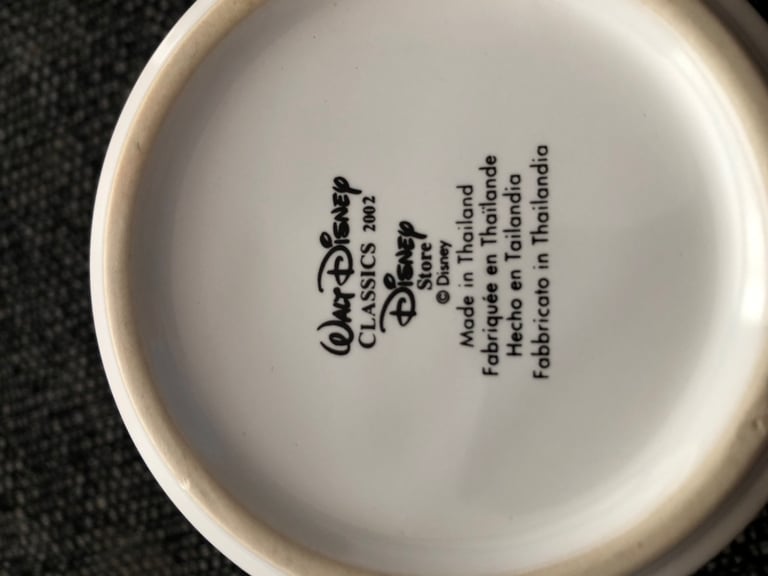 WALT DISNEY
CLASSICS 2002
DISNEY
Store
© Disney
Made in Thailand
Fabriquée en Thaïlande
Hecho en Tailandia
Fabbricato in Thailandia